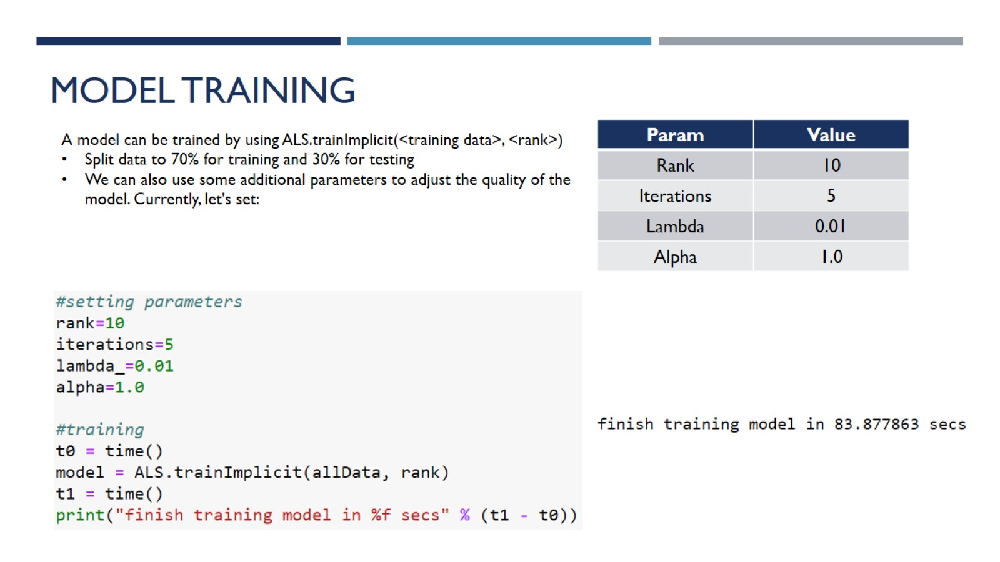 MODEL TRAINING
A model can be trained by using ALS.trainImplicit(<training data>, <rank>)
• Split data to 70% for training and 30% for testing
• We can also use some additional parameters to adjust the quality of the
model. Currently, let's set:
Param Value
Rank 10
Iterations 5
Lambda 0.01
Alpha 1.0
#setting parameters
rank=10
iterations=5
lambda_=0.01
alpha=1.0
#training
t0 = time()
model = ALS.trainImplicit(allData, rank)
t1 = time()
print("finish training model in %f secs" % (t1 - t0))
finish training model in 83.877863 secs